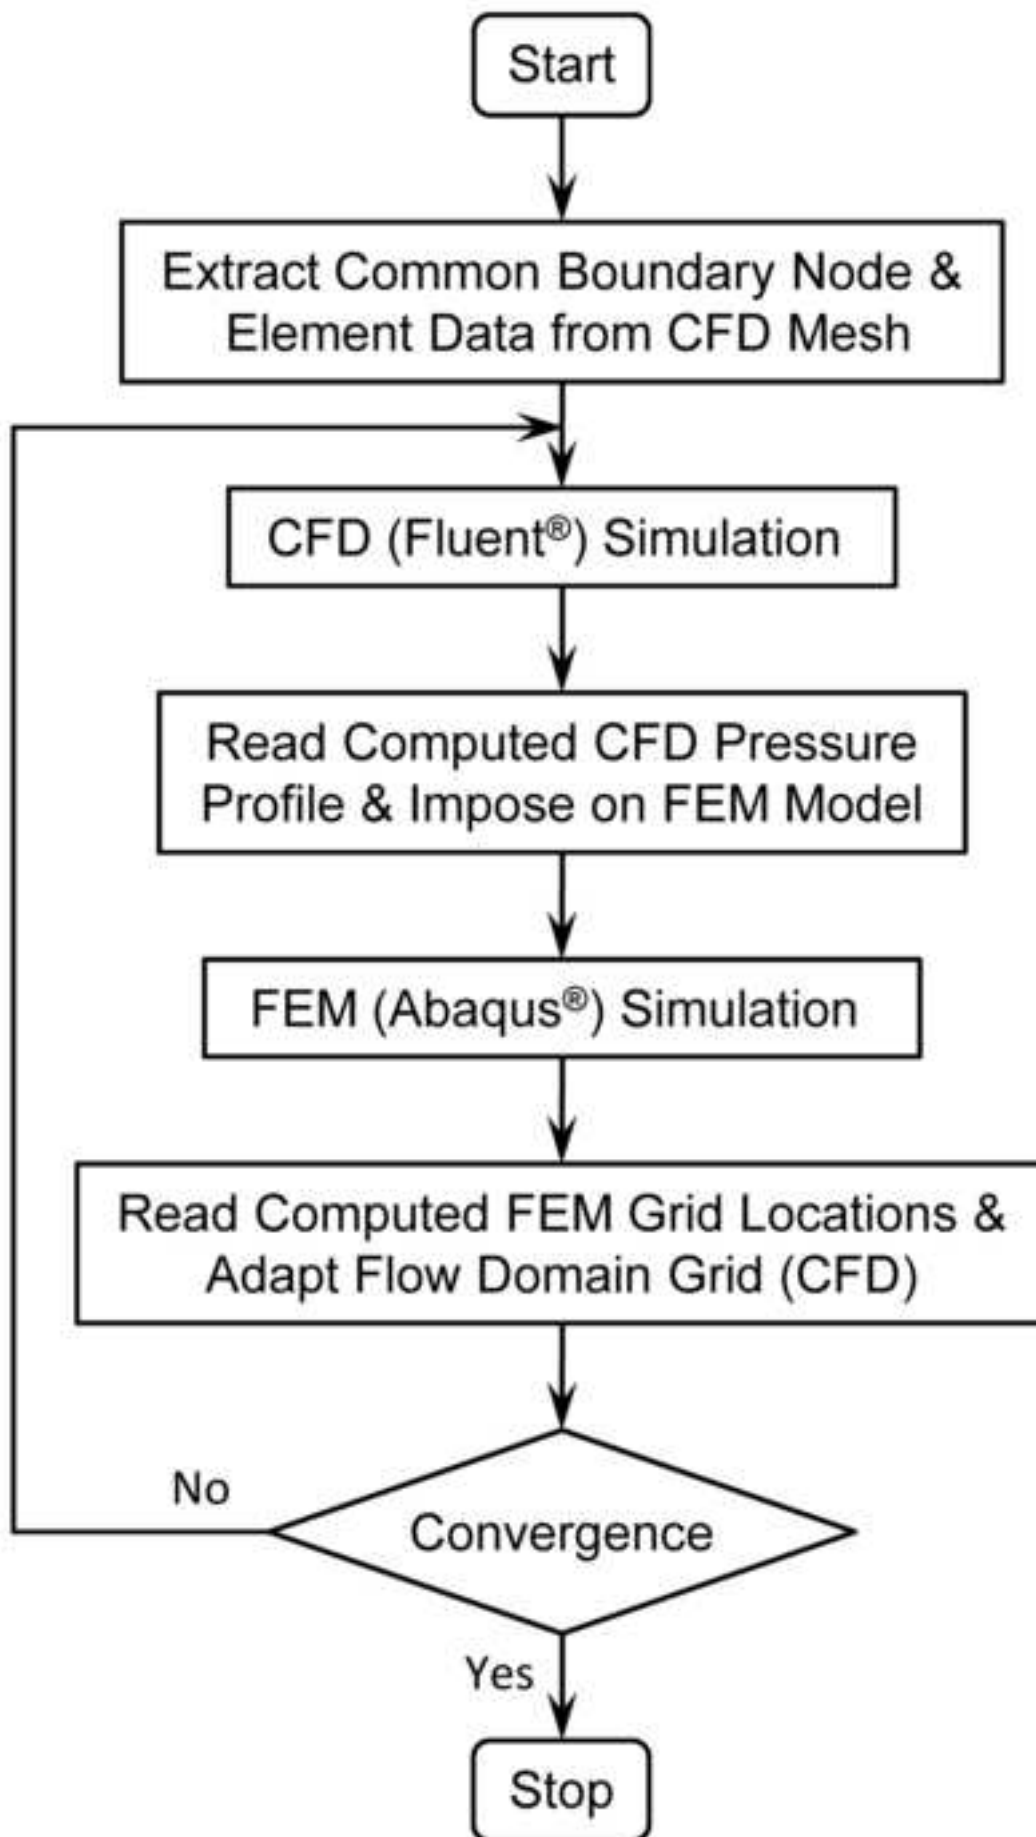 Start
Extract Common Boundary Node &
Element Data from CFD Mesh
CFD (Fluent®) Simulation
Read Computed CFD Pressure
Profile & Impose on FEM Model
FEM (Abaqus®) Simulation
Read Computed FEM Grid Locations &
Adapt Flow Domain Grid (CFD)
No
Convergence
Yes
Stop